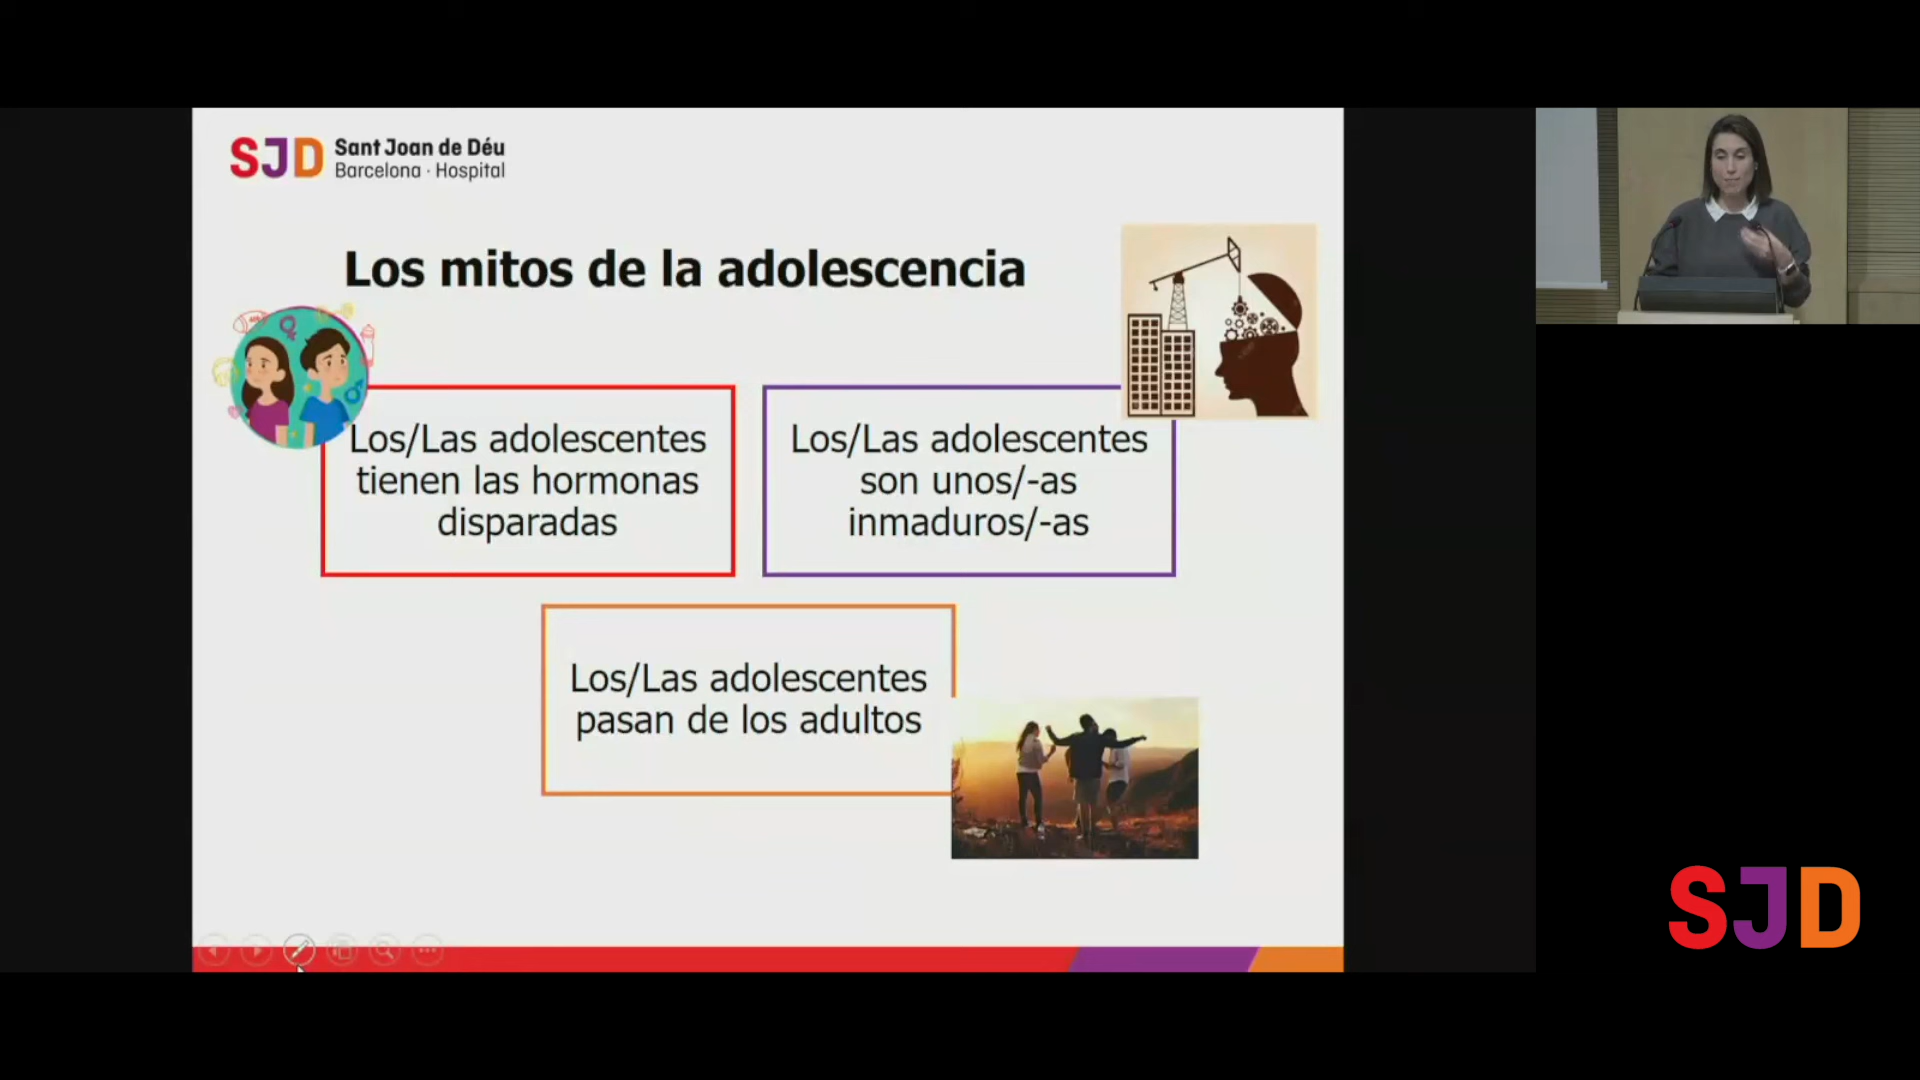 SJD Sant Joan de Déu
Barcelona · Hospital
Los mitos de la adolescencia
Los/Las adolescentes
tienen las hormonas
disparadas
Los/Las adolescentes
son unos/-as
inmaduros/-as
Los/Las adolescentes
pasan de los adultos
SJD